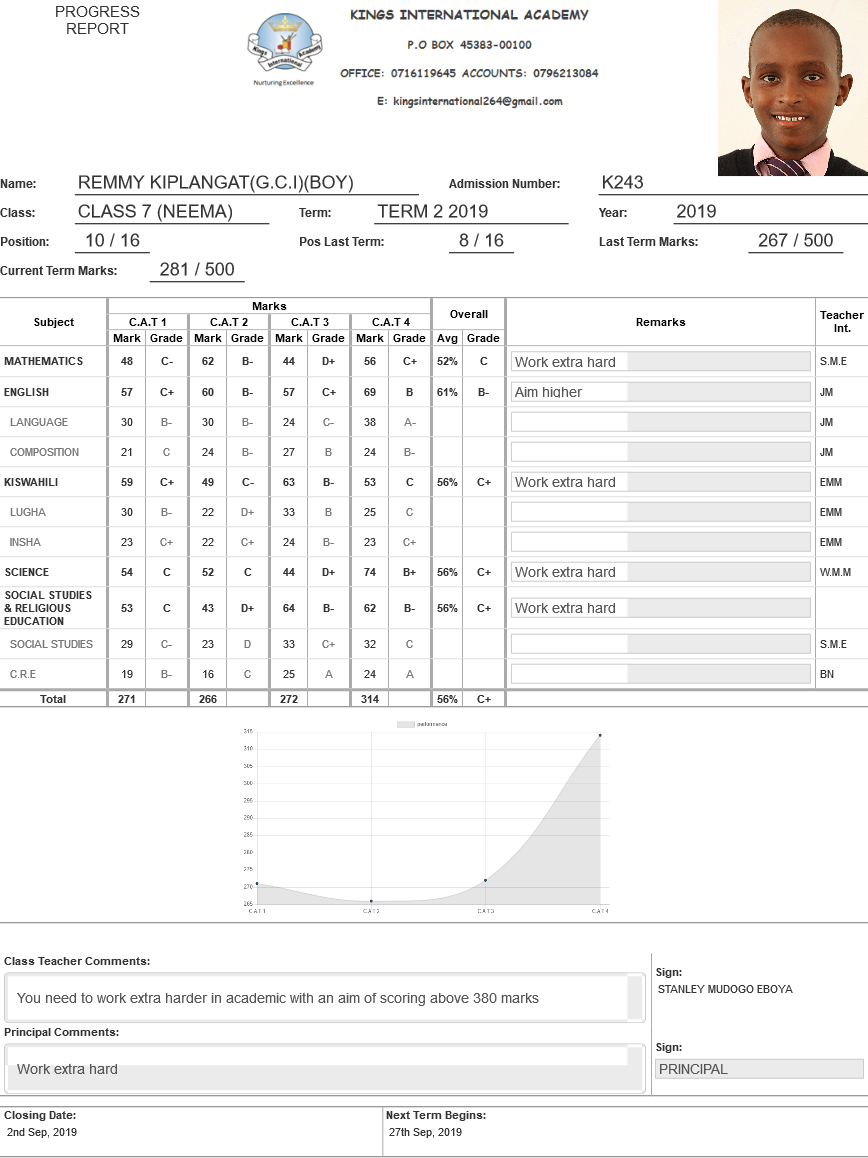 PROGRESS
REPORT
KINGS INTERNATIONAL ACADEMY
P.O BOX 45383-00100
OFFICE: 0716119645 ACCOUNTS: 0796213084
E: kingsinternational264@gmail.com
Kings International Academy
Nurturing Excellence
Name: REMMY KIPLANGAT(G.C.I)(BOY) Admission Number: K243
Class: CLASS 7 (NEEMA) Term: TERM 2 2019 Year: 2019
Position: 10 / 16 Pos Last Term: 8 / 16 Last Term Marks: 267 / 500
Current Term Marks: 281 / 500
Subject Marks Overall Remarks Teacher Int.
C.A.T 1 C.A.T 2 C.A.T 3 C.A.T 4
Mark Grade Mark Grade Mark Grade Mark Grade Avg Grade
MATHEMATICS 48 C- 62 B- 44 D+ 56 C+ 52% C Work extra hard S.M.E
ENGLISH 57 C+ 60 B- 57 C+ 69 B 61% B- Aim higher JM
LANGUAGE 30 B- 30 B- 24 C- 38 A- JM
COMPOSITION 21 C 24 B- 27 B 24 B- JM
KISWAHILI 59 C+ 49 C- 63 B- 53 C 56% C+ Work extra hard EMM
LUGHA 30 B- 22 D+ 33 B 25 C EMM
INSHA 23 C+ 22 C+ 24 B- 23 C+ EMM
SCIENCE 54 C 52 C 44 D+ 74 B+ 56% C+ Work extra hard W.M.M
SOCIAL STUDIES
& RELIGIOUS 53 C 43 D+ 64 B- 62 B- 56% C+ Work extra hard
EDUCATION
SOCIAL STUDIES 29 C- 23 D 33 C+ 32 C S.M.E
C.R.E 19 B- 16 C 25 A 24 A BN
Total 271 266 272 314 56% C+
performance
315
310
305
300
295
290
285
280
275
270
265
CAT1 CAT2 CAT3 CAT4
Class Teacher Comments:
Sign:
STANLEY MUDOGO EBOYA
You need to work extra harder in academic with an aim of scoring above 380 marks
Principal Comments:
Sign:
Work extra hard PRINCIPAL
Closing Date: Next Term Begins:
2nd Sep, 2019 27th Sep, 2019